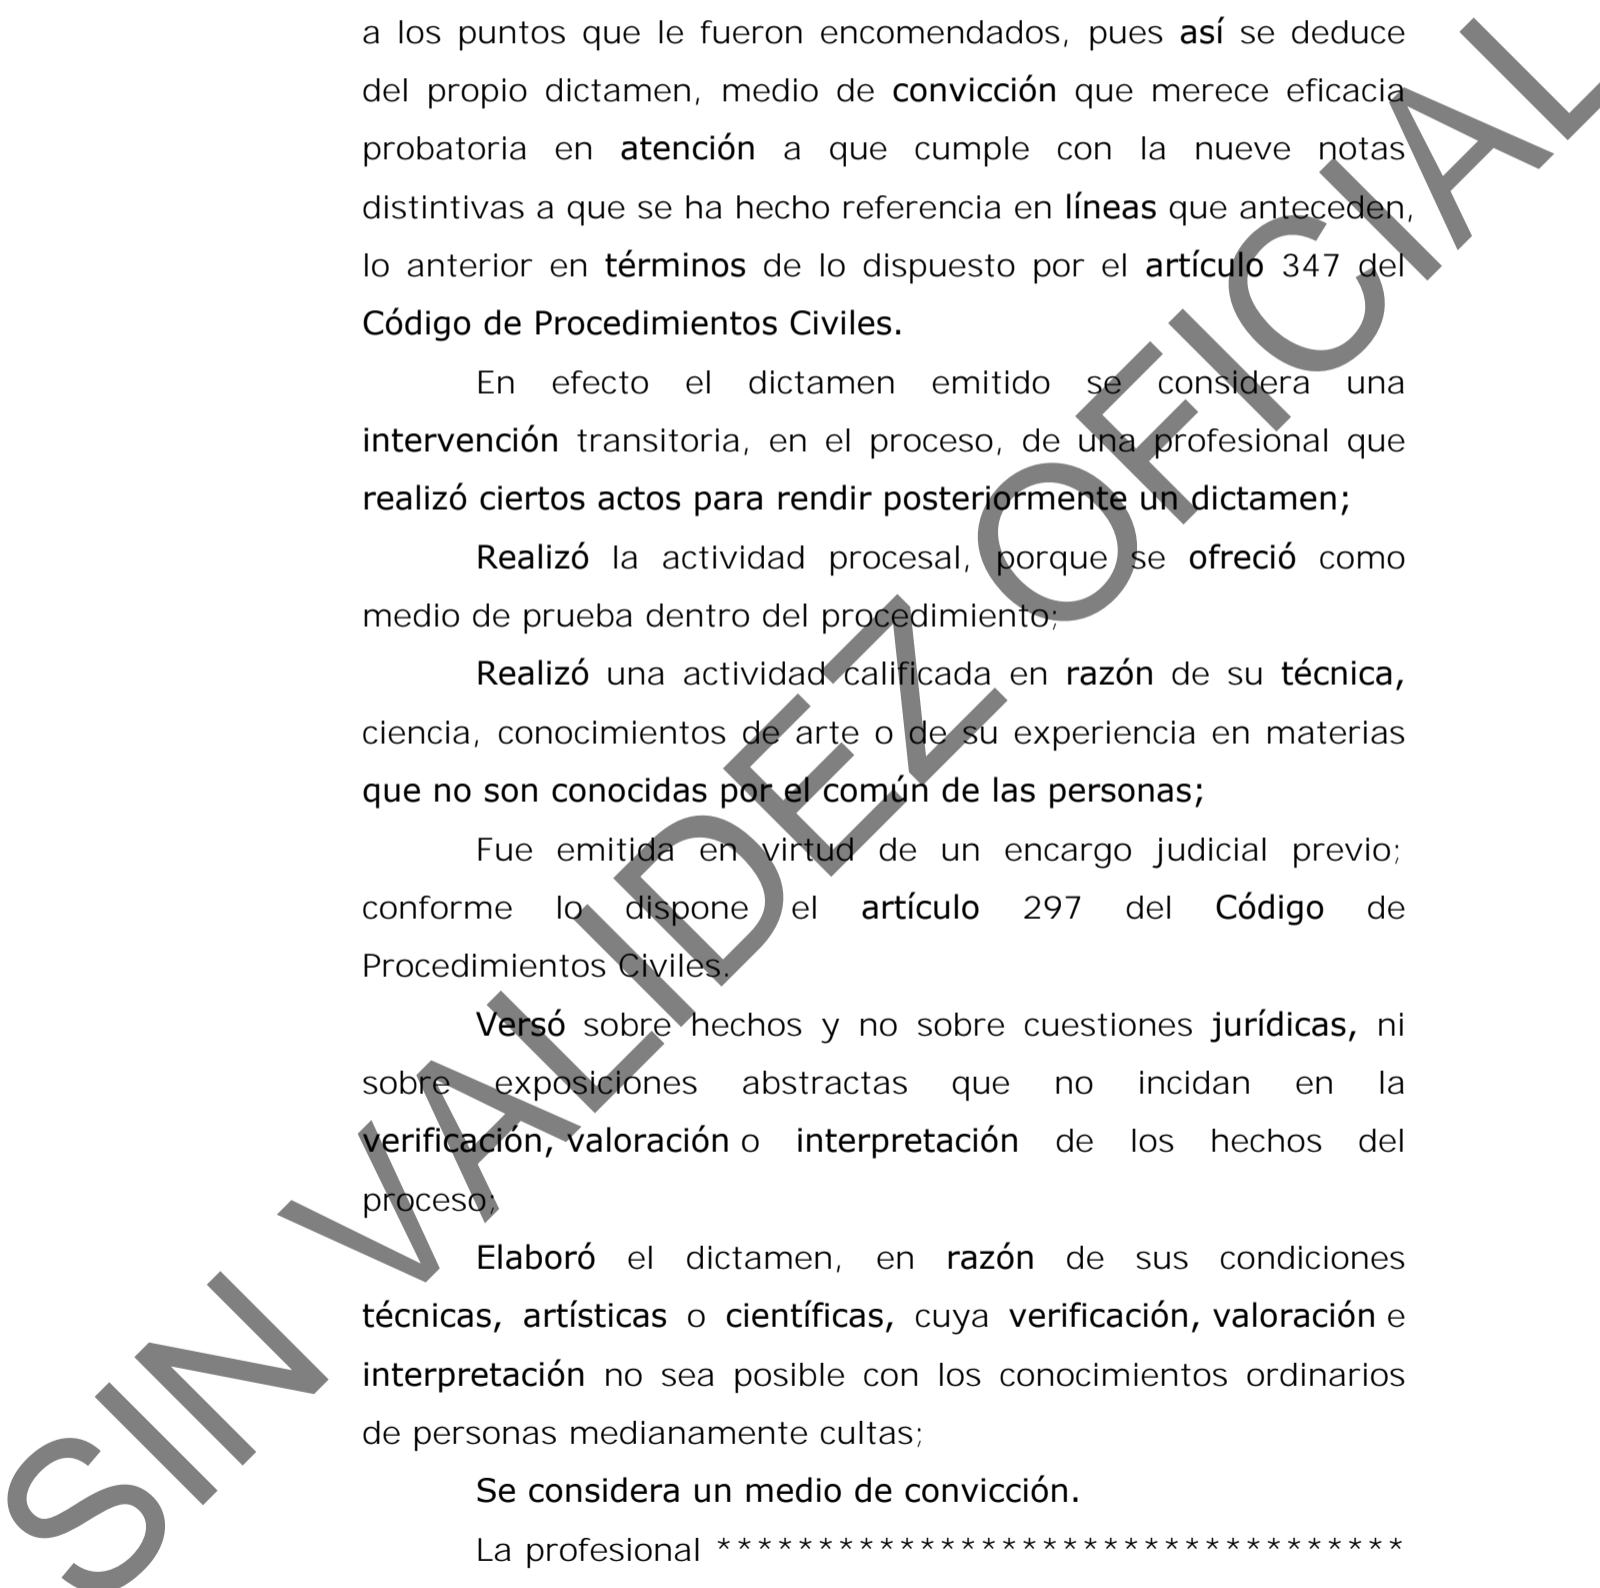 a los puntos que le fueron encomendados, pues así se deduce
del propio dictamen, medio de convicción que merece eficacia
probatoria en atención a que cumple con la nueve notas
distintivas a que se ha hecho referencia en líneas que anteceden,
lo anterior en términos de lo dispuesto por el artículo 347 del
Código de Procedimientos Civiles.
En efecto el dictamen emitido se considera una
intervención transitoria, en el proceso, de una profesional que
realizó ciertos actos para rendir posteriormente un dictamen;
Realizó la actividad procesal, porque se ofreció como
medio de prueba dentro del procedimiento;
Realizó una actividad calificada en razón de su técnica,
ciencia, conocimientos de arte o de su experiencia en materias
que no son conocidas por el común de las personas;
Fue emitida en virtud de un encargo judicial previo;
conforme lo dispone el artículo 297 del Código de
Procedimientos Civiles.
Versó sobre hechos y no sobre cuestiones jurídicas, ni
sobre exposiciones abstractas que no incidan en la
verificación, valoración o interpretación de los hechos del
proceso;
Elaboró el dictamen, en razón de sus condiciones
técnicas, artísticas o científicas, cuya verificación, valoración e
interpretación no sea posible con los conocimientos ordinarios
de personas medianamente cultas;
Se considera un medio de convicción.
La profesional **********************************
SIN VALIDEZ OFICIAL